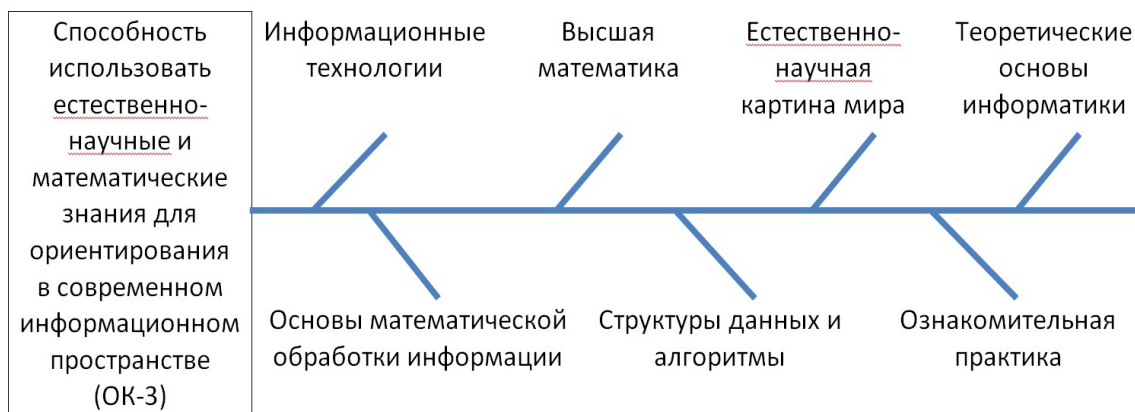 Способность
использовать
естественно-
научные и
математические
знания для
ориентирования
в современном
информационном
пространстве
(ОК-3)
Информационные
технологии
Высшая
математика
Естественно-
научная
картина мира
Теоретические
основы
информатики
Основы математической
обработки информации
Структуры данных и
алгоритмы
Ознакомительная
практика